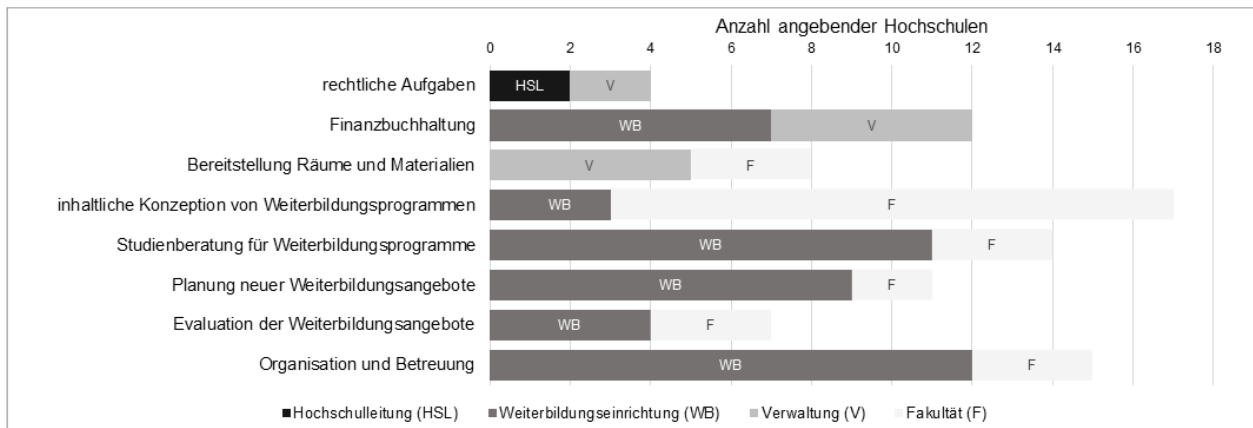 Anzahl angebender Hochschulen
0 2 4 6 8 10 12 14 16 18
rechtliche Aufgaben HSL V
Finanzbuchhaltung WB V
Bereitstellung Räume und Materialien V F
inhaltliche Konzeption von Weiterbildungsprogrammen WB F
Studienberatung für Weiterbildungsprogramme WB F
Planung neuer Weiterbildungsangebote WB F
Evaluation der Weiterbildungsangebote WB F
Organisation und Betreuung WB F
Hochschulleitung (HSL) Weiterbildungseinrichtung (WB) Verwaltung (V) Fakultät (F)